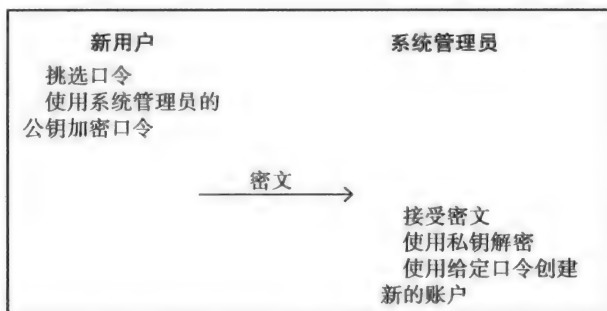 新用户
系统管理员
挑选口令
使用系统管理员的
公钥加密口令
密文
接受密文
使用私钥解密
使用给定口令创建
新的账户